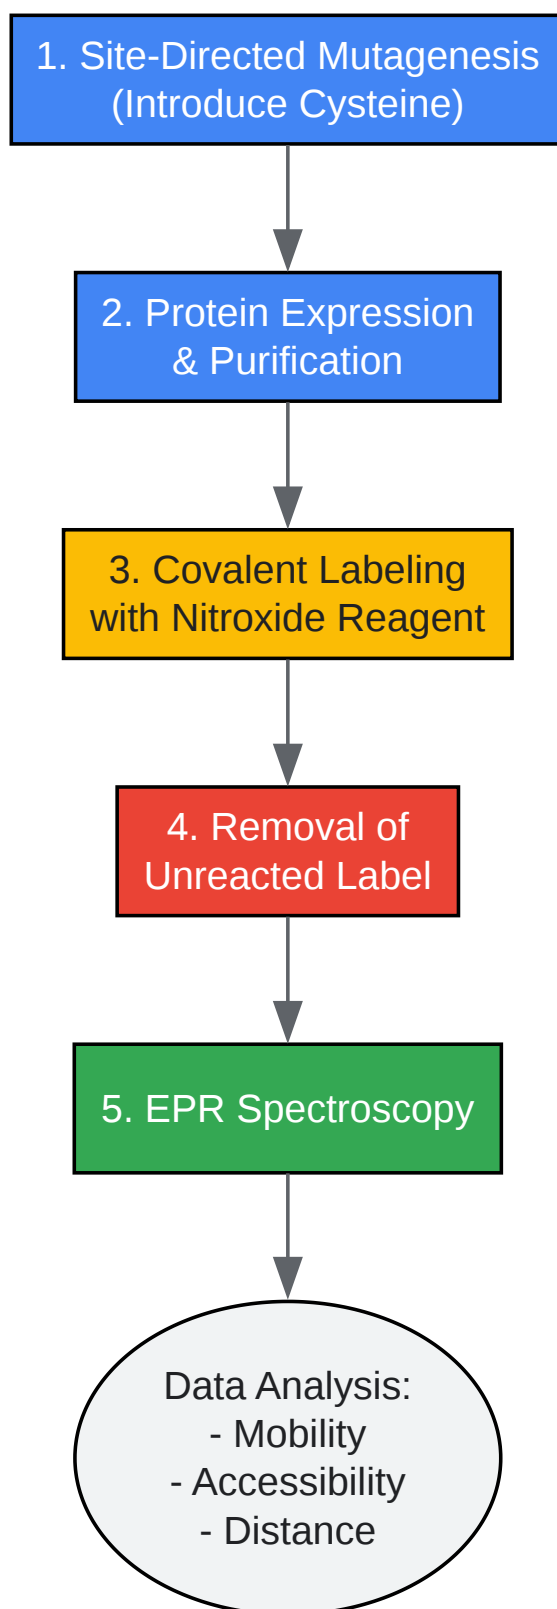 1. Site-Directed Mutagenesis
(Introduce Cysteine)
2. Protein Expression
& Purification
3. Covalent Labeling
with Nitroxide Reagent
4. Removal of
Unreacted Label
5. EPR Spectroscopy
Data Analysis:
- Mobility
- Accessibility
- Distance